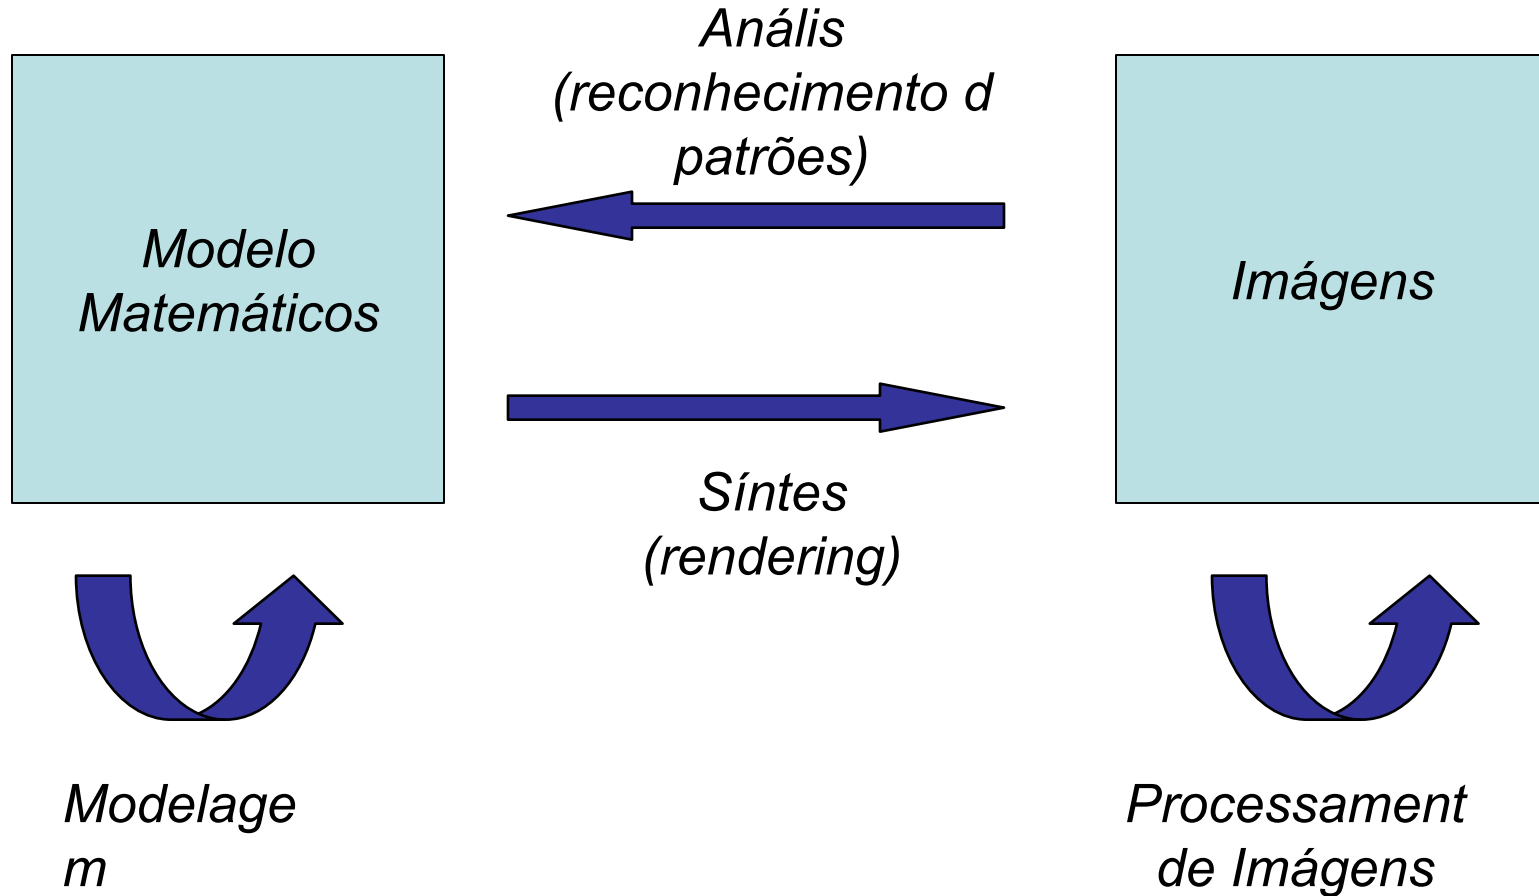 Anális
(reconhecimento d
patrões)
Modelo
Matemáticos
Imágens
Síntes
(rendering)
Modelage
m
Processament
de Imágens